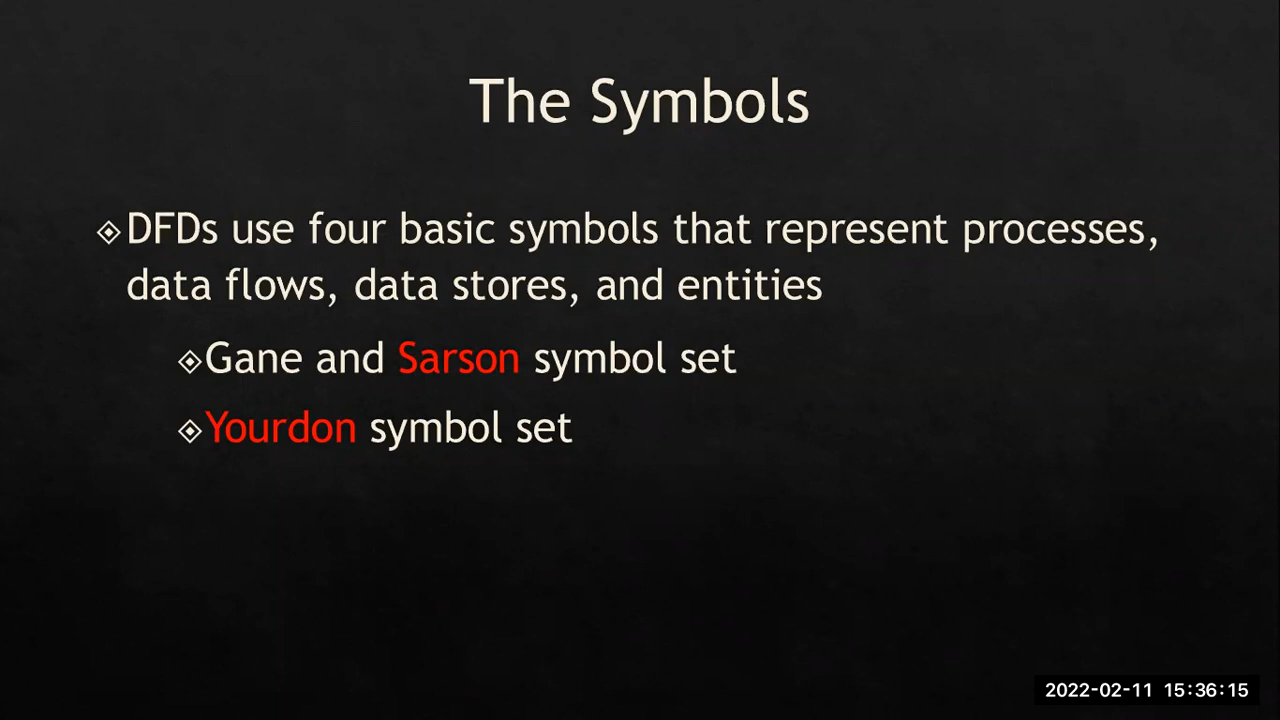 The Symbols
DFDs use four basic symbols that represent processes,
data flows, data stores, and entities
Gane and Sarson symbol set
Yourdon symbol set
2022-02-11 15:36:15